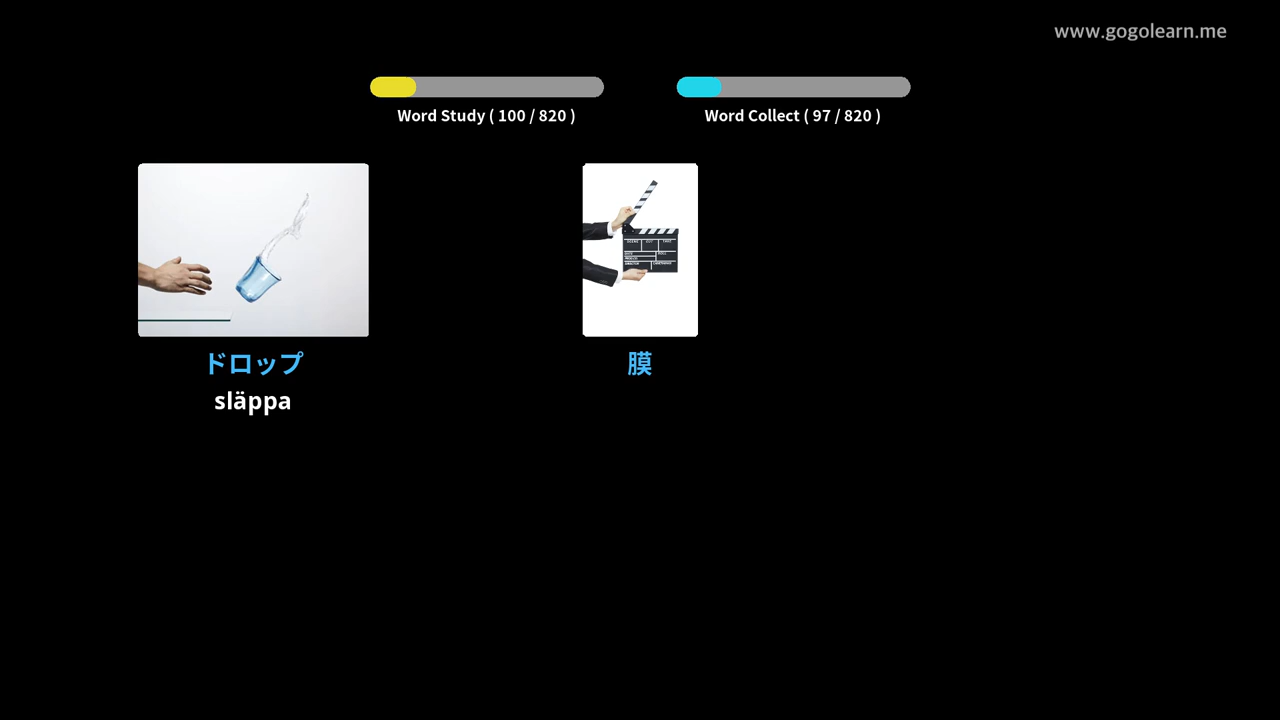 www.gogolearn.me
Word Study ( 100 / 820 )
Word Collect ( 97 / 820 )
ドロップ
släppa
膜